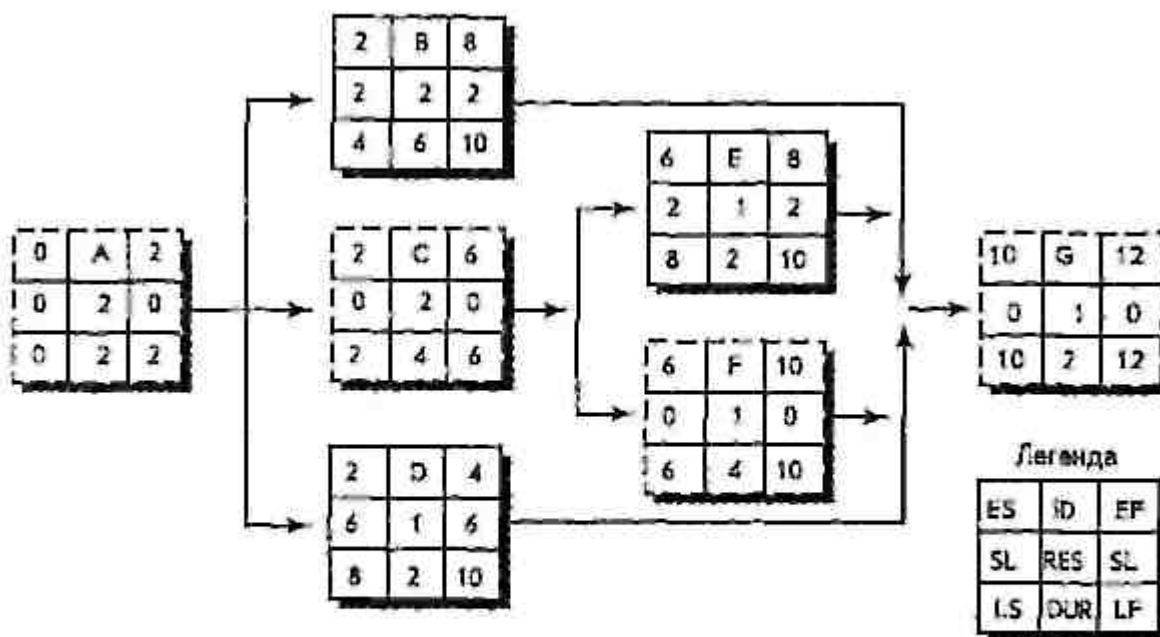 2 B 8
2 2 2
4 6 10
6 E 8
2 1 2
8 2 10
0 A 2
0 2 0
0 2 2
2 C 6
0 2 0
2 4 6
10 G 12
0 1 0
10 2 12
6 F 10
0 1 0
6 4 10
2 D 4
6 1 6
8 2 10
Легенда
ES ID EF
SL RES SL
LS DUR LF